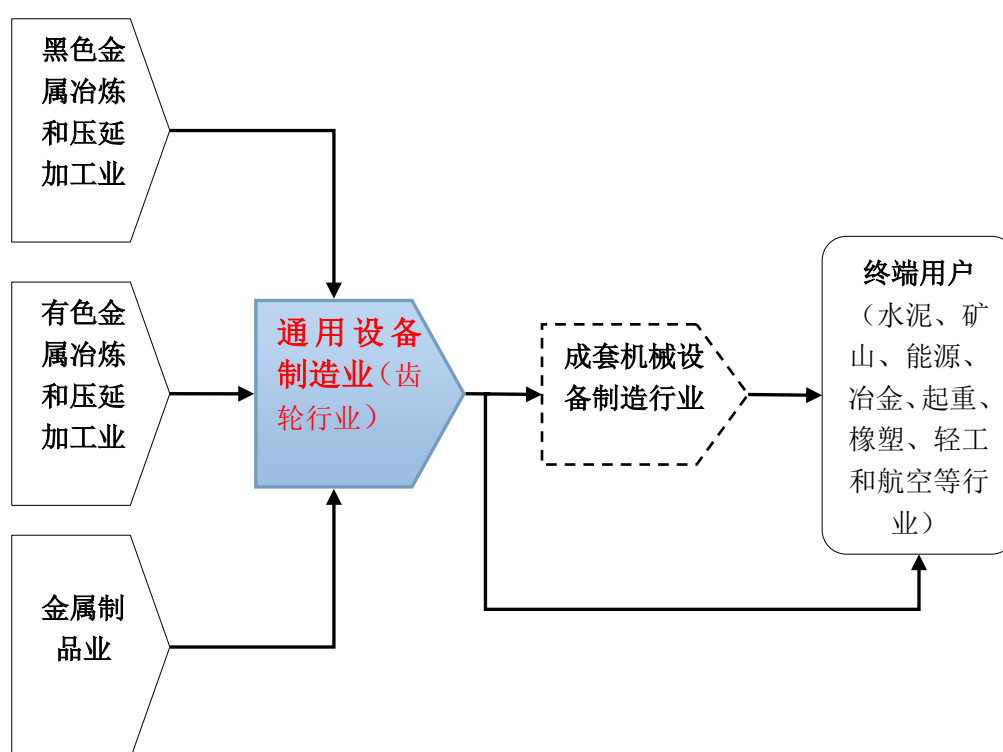 黑色金
属冶炼
和压延
加工业
有色金
属冶炼
和压延
加工业
金属制
品业
通用设备
制造业（齿
轮行业）
成套机械设
备制造行业
终端用户
（水泥、矿
山、能源、
冶金、起重、
橡塑、轻工
和航空等行
业）